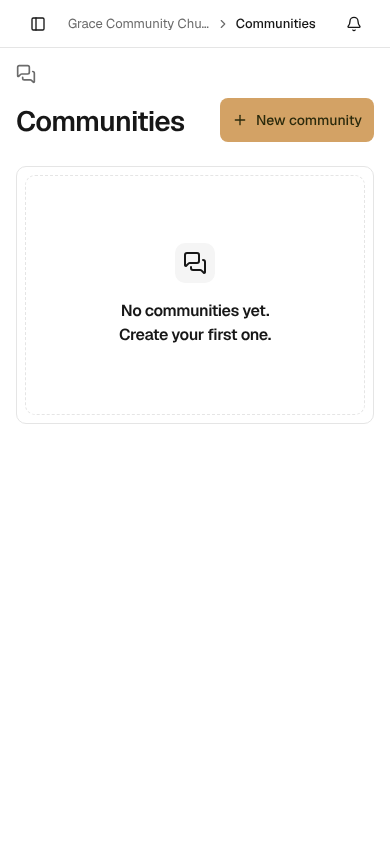 Grace Community Chu... > Communities
Communities
New community
No communities yet.
Create your first one.